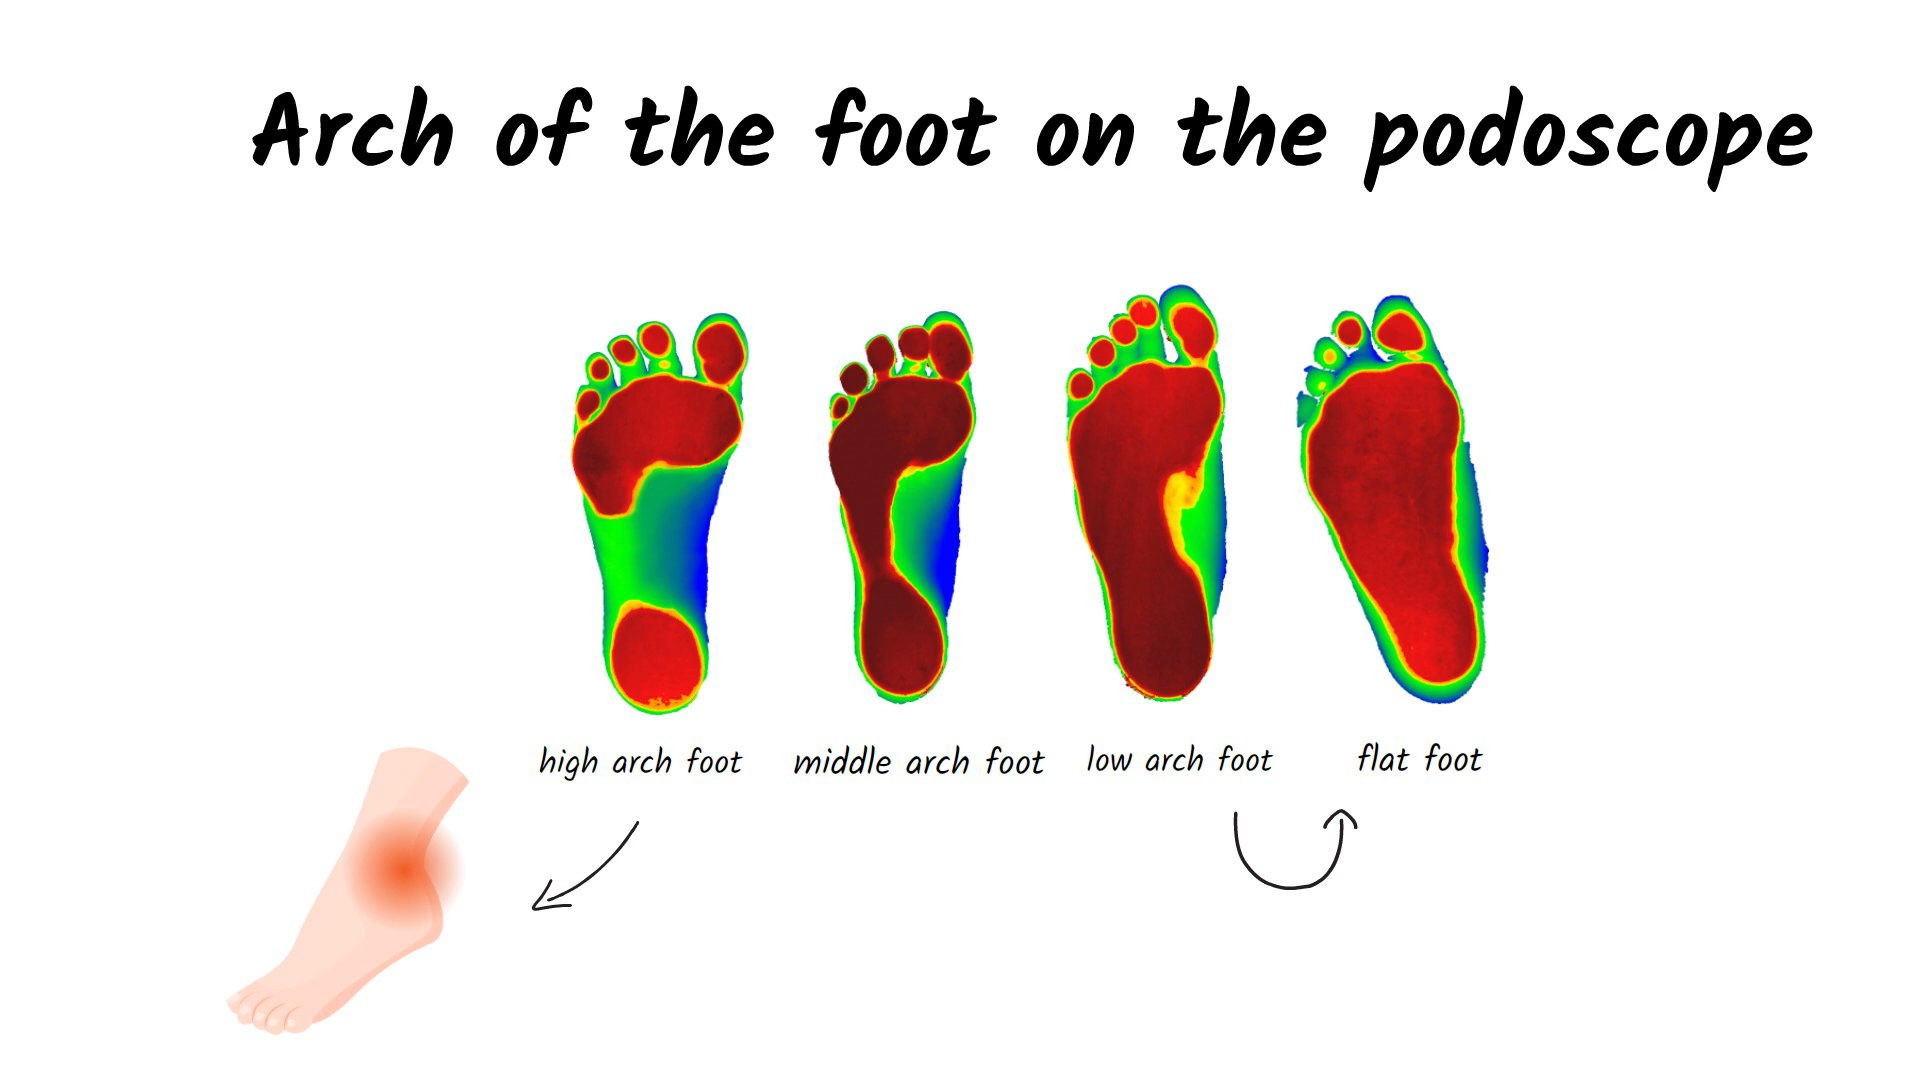 Arch of the foot on the podoscope
high arch foot
middle arch foot
low arch foot
flat foot